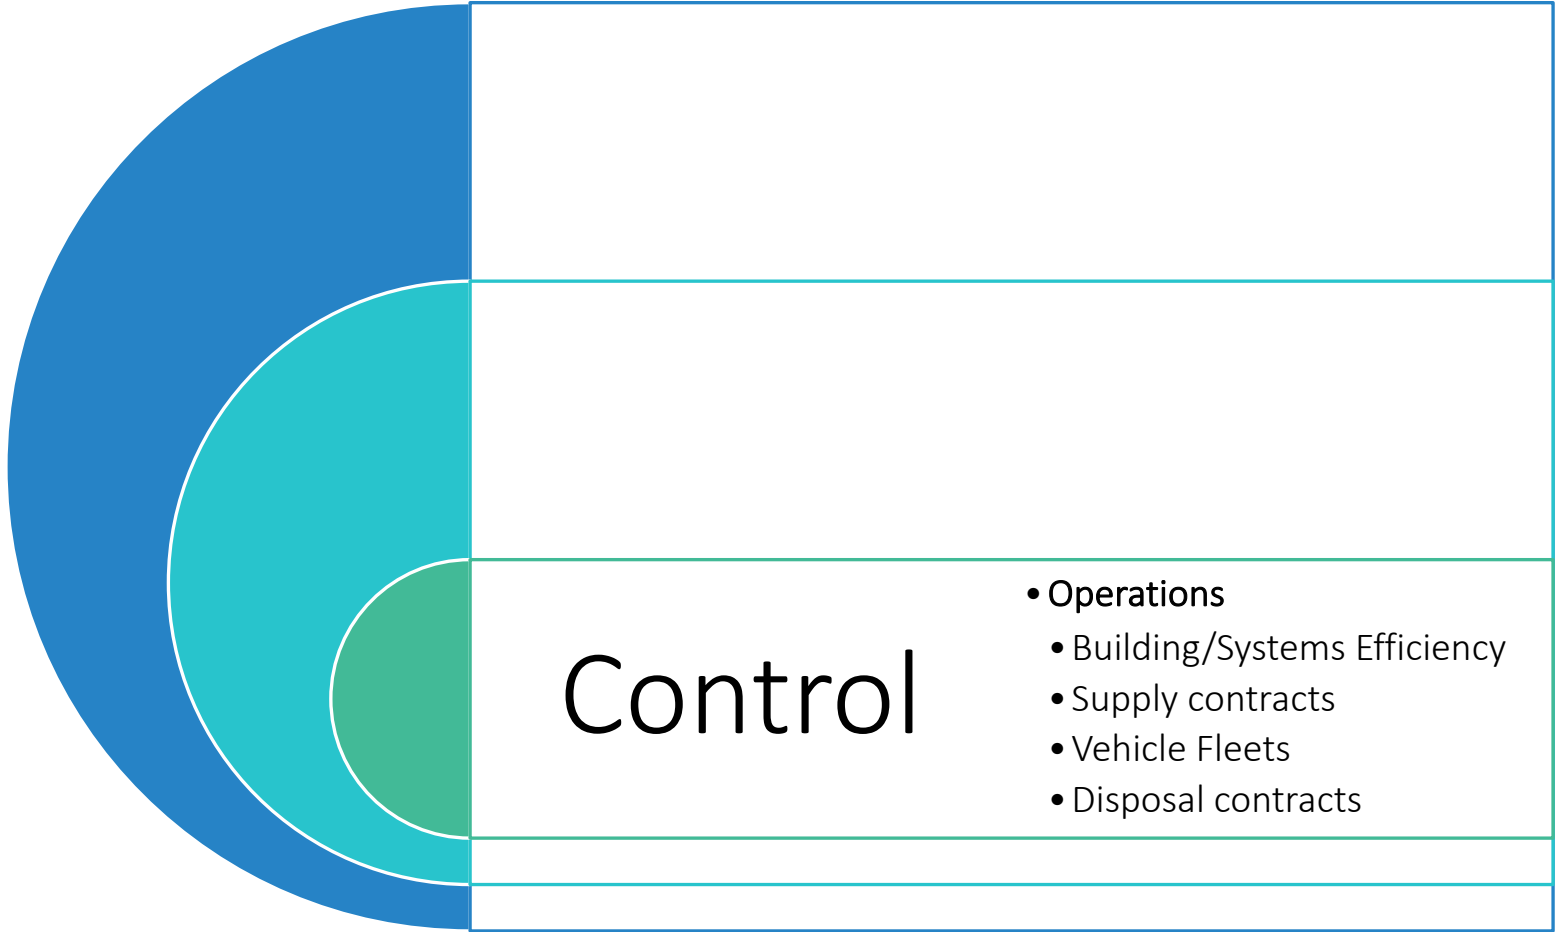 Control
• Operations
• Building/Systems Efficiency
• Supply contracts
• Vehicle Fleets
• Disposal contracts